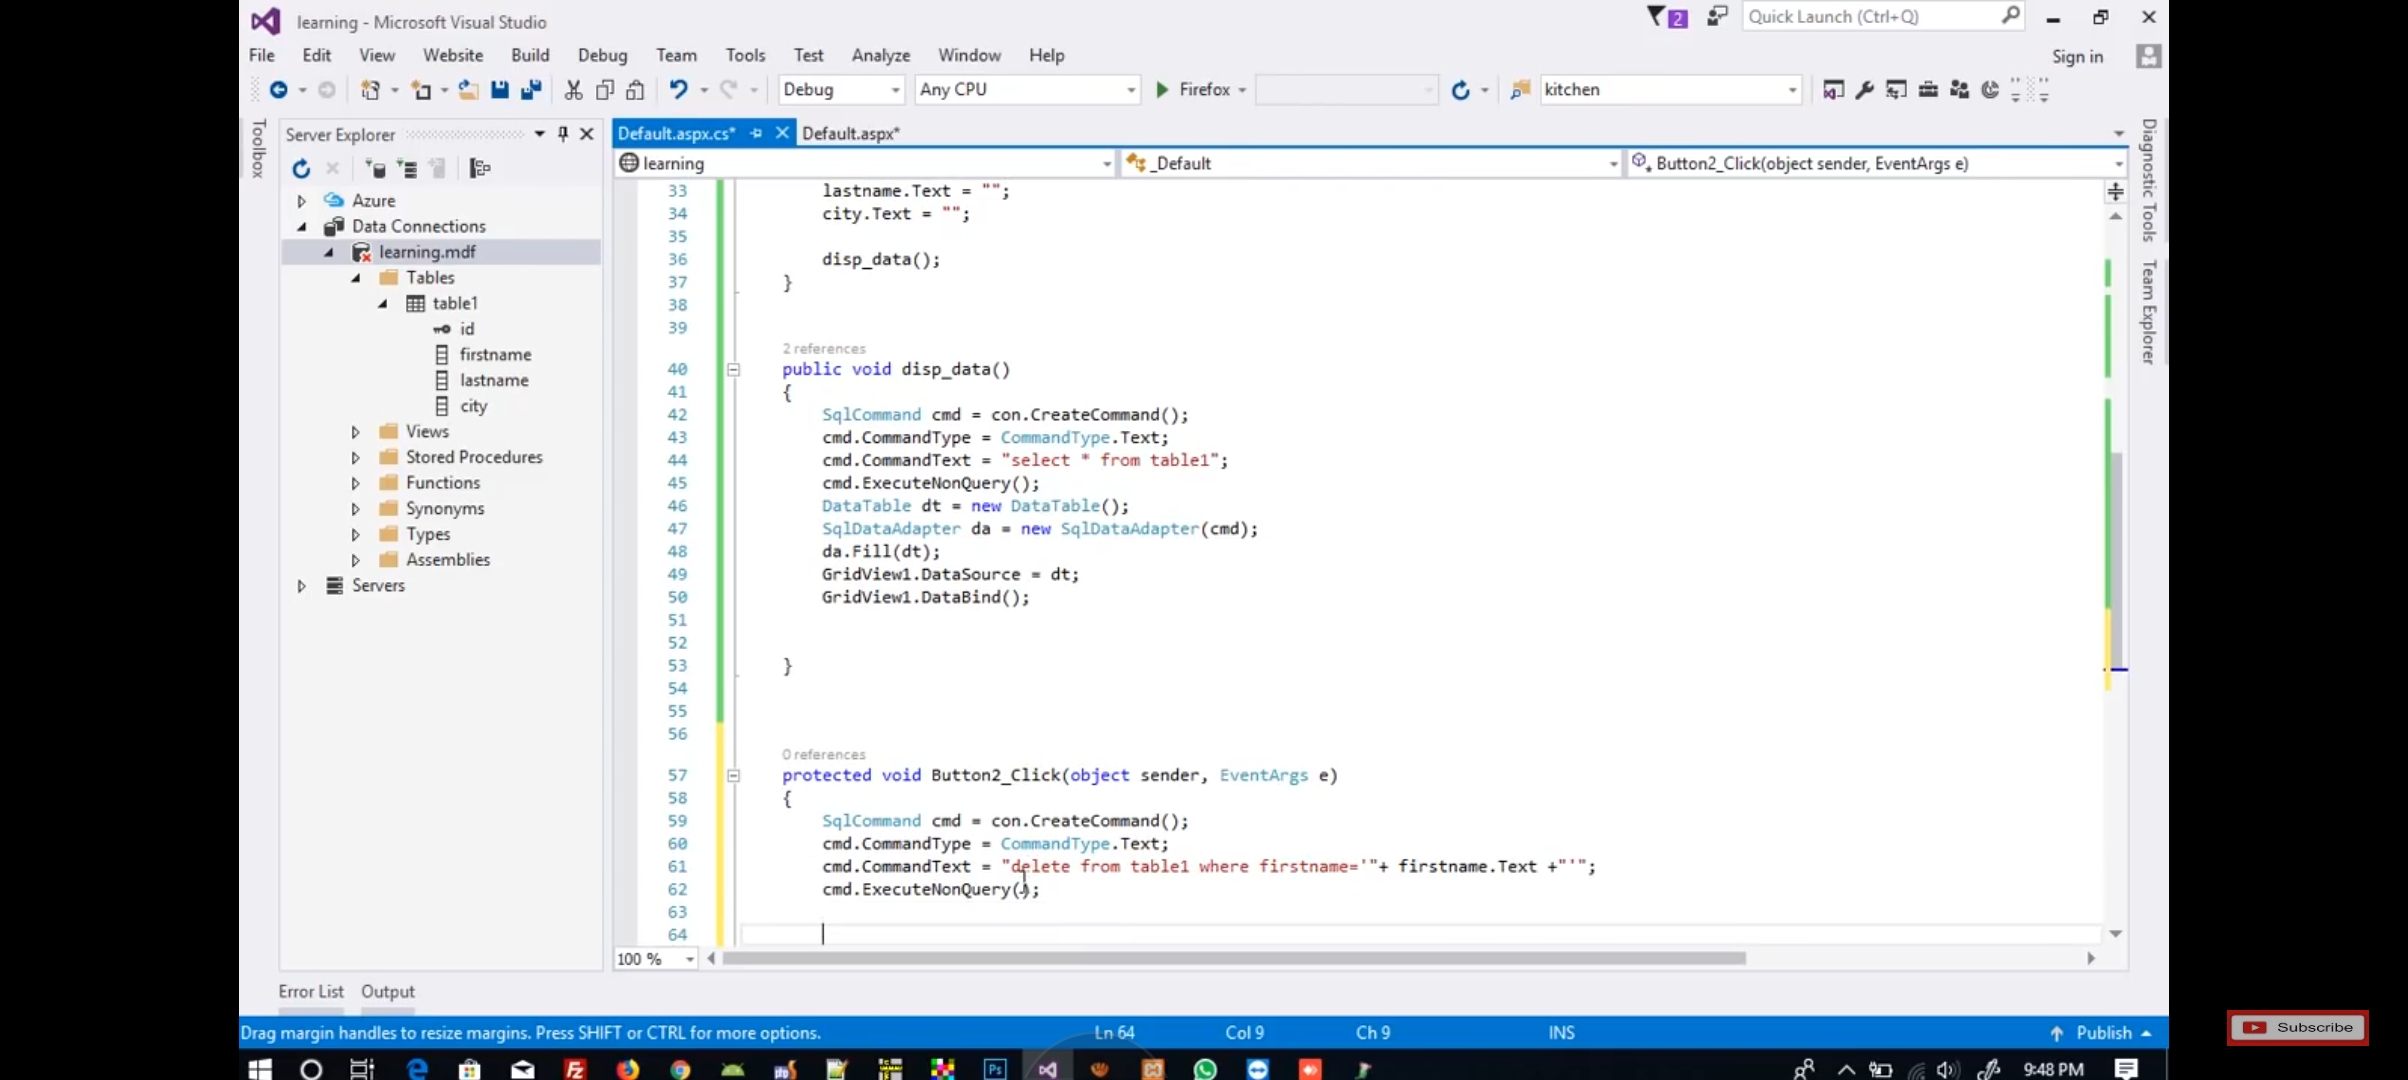 learning - Microsoft Visual Studio
2
Quick Launch (Ctrl+Q)
File Edit View Website Build Debug Team Tools Test Analyze Window Help
Sign in
Debug Any CPU Firefox kitchen
Toolbox
Server Explorer
Azure
Data Connections
learning.mdf
Tables
table1
id
firstname
lastname
city
Views
Stored Procedures
Functions
Synonyms
Types
Assemblies
Servers
Default.aspx.cs* Default.aspx*
learning _Default Button2_Click(object sender, EventArgs e)
33 lastname.Text = "";
34 city.Text = "";
35
36 disp_data();
37 }
38
39
2 references
40 public void disp_data()
41 {
42 SqlCommand cmd = con.CreateCommand();
43 cmd.CommandType = CommandType.Text;
44 cmd.CommandText = "select * from table1";
45 cmd.ExecuteNonQuery();
46 DataTable dt = new DataTable();
47 SqlDataAdapter da = new SqlDataAdapter(cmd);
48 da.Fill(dt);
49 GridView1.DataSource = dt;
50 GridView1.DataBind();
51
52
53 }
54
55
56
0 references
57 protected void Button2_Click(object sender, EventArgs e)
58 {
59 SqlCommand cmd = con.CreateCommand();
60 cmd.CommandType = CommandType.Text;
61 cmd.CommandText = "delete from table1 where firstname='"+ firstname.Text +"'";
62 cmd.ExecuteNonQuery();
63
64
100 %
Diagnostic Tools
Team Explorer
Error List Output
Drag margin handles to resize margins. Press SHIFT or CTRL for more options.
Ln 64 Col 9 Ch 9 INS Publish
Ps
9:48 PM
Subscribe